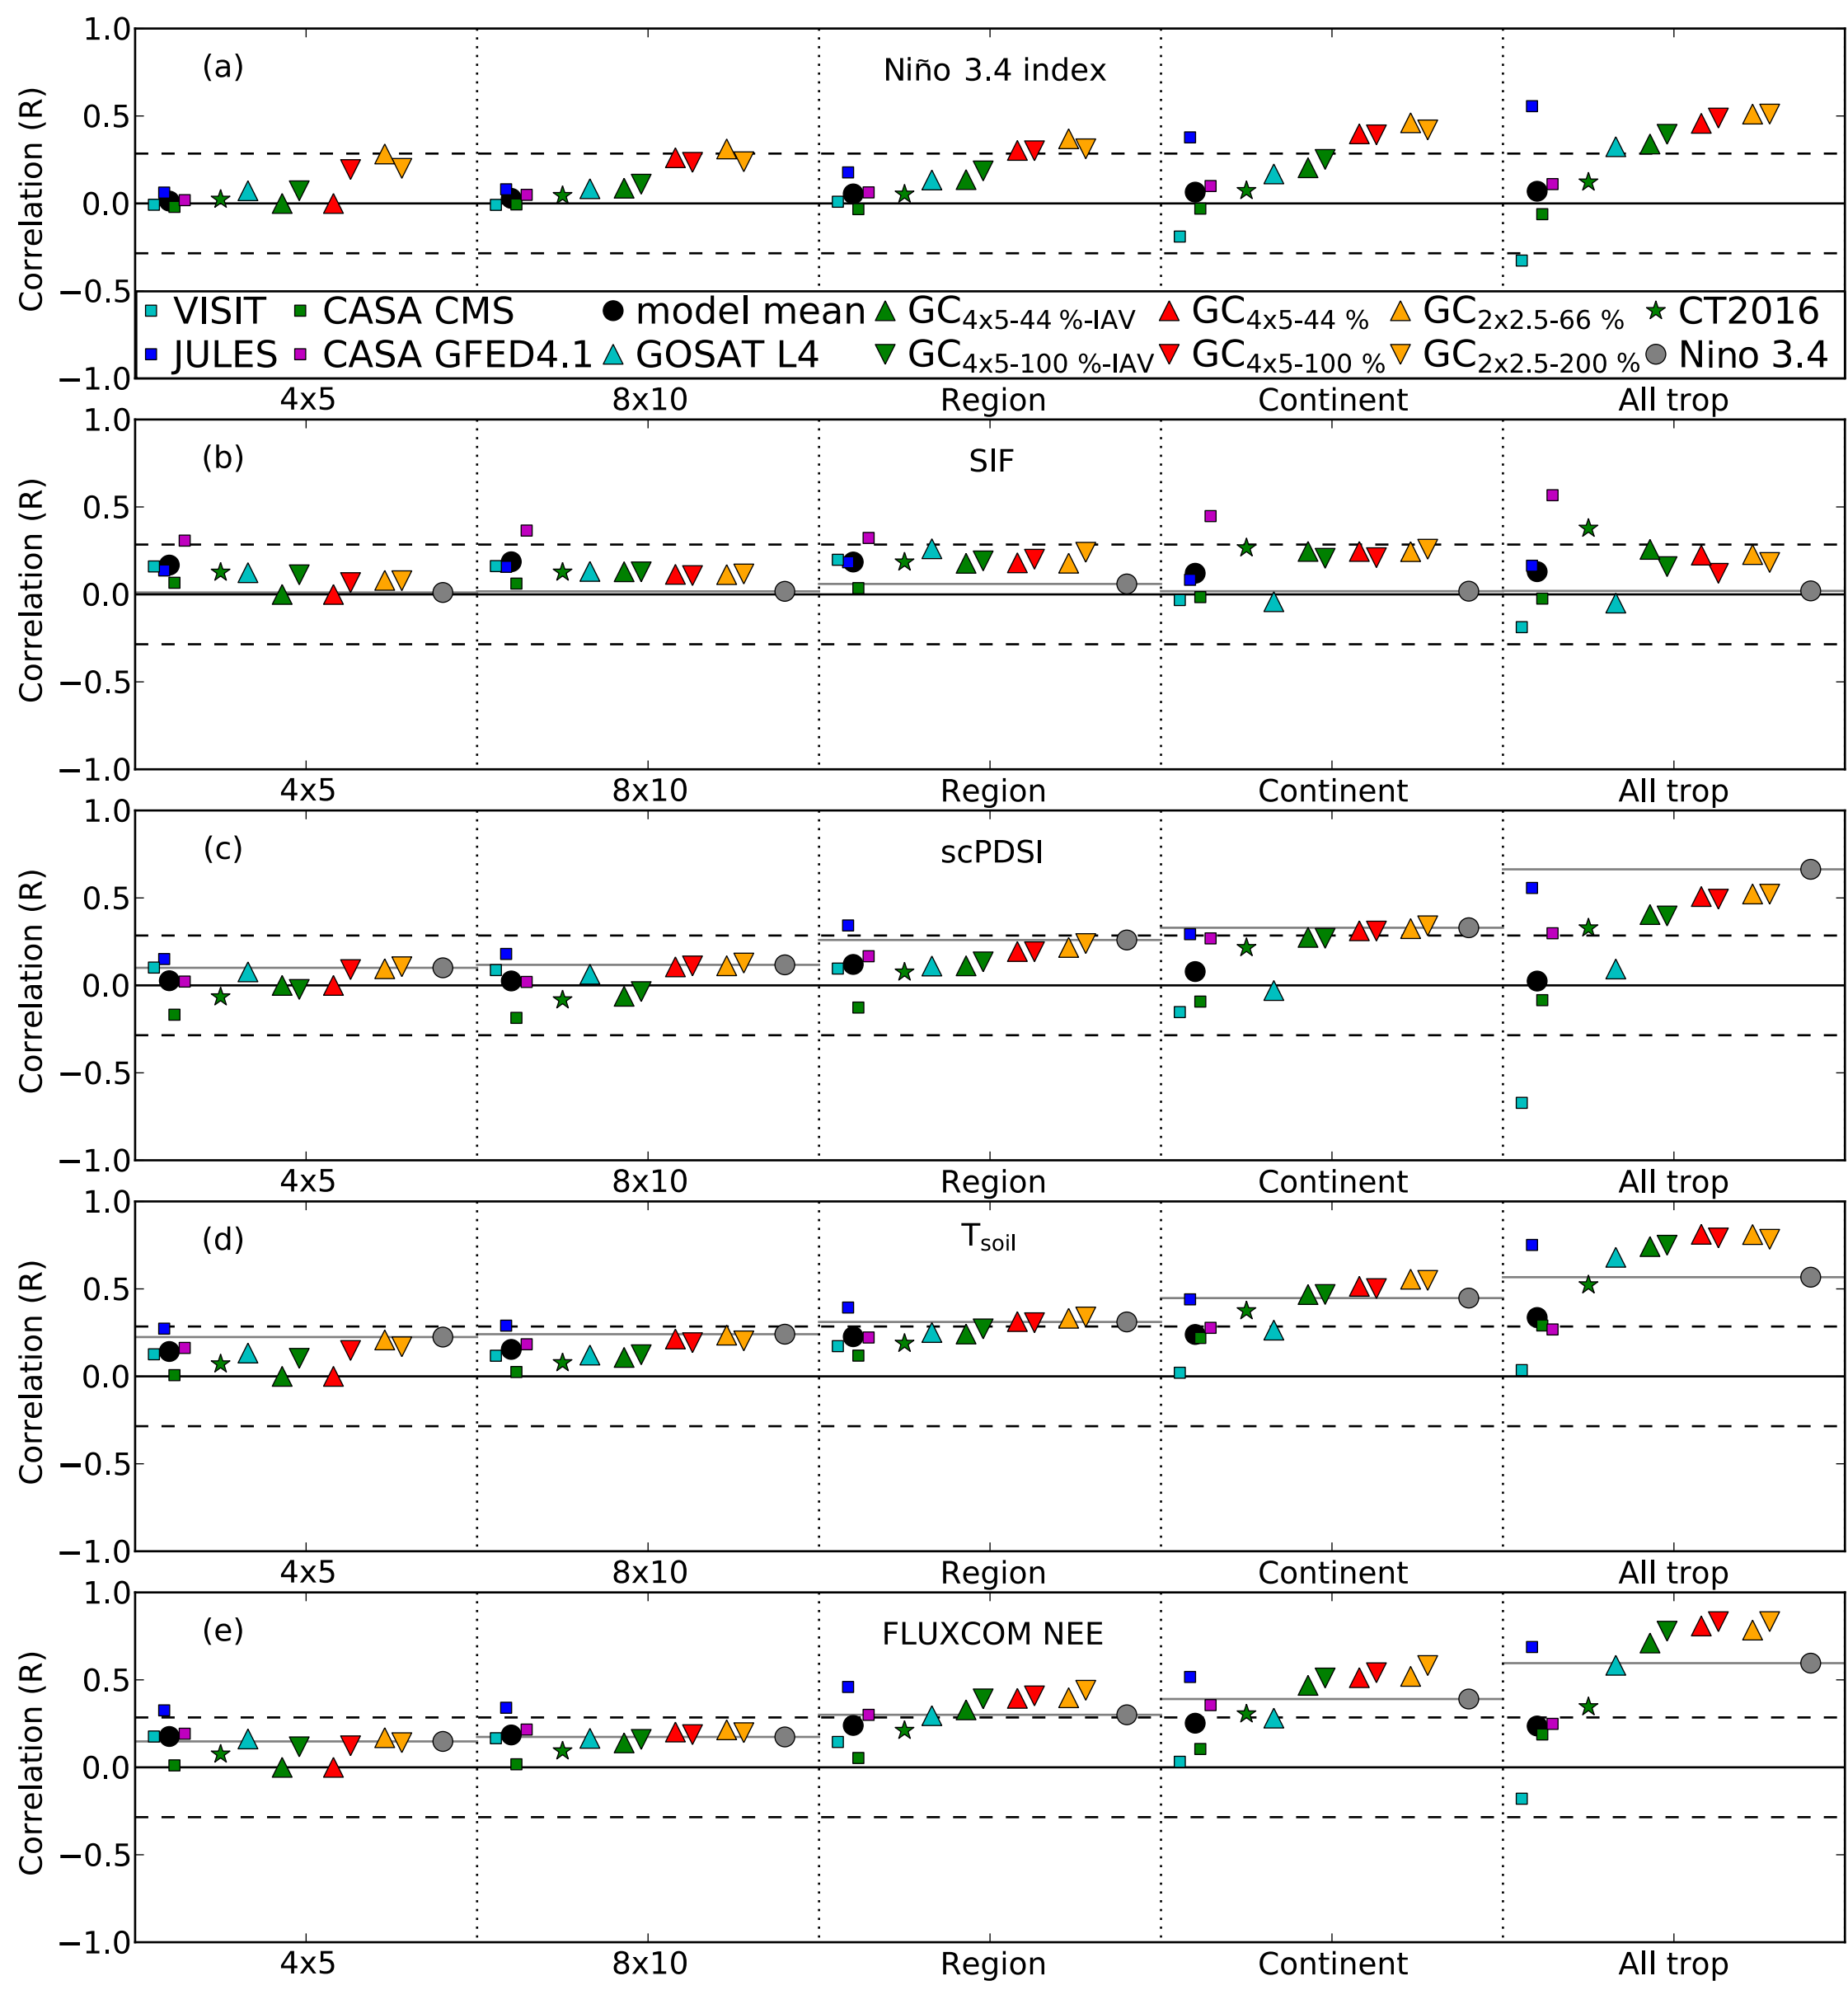 1.0
(a)
Niño 3.4 index
0.5
0.0
−0.5
−1.0
Correlation (R)
VISIT CASA CMS model mean GC4x5-44 %-IAV GC4x5-44 % GC2x2.5-66 % CT2016
JULES CASA GFED4.1 GOSAT L4 GC4x5-100 %-IAV GC4x5-100 % GC2x2.5-200 % Nino 3.4
4x5 8x10 Region Continent All trop
1.0
(b)
SIF
0.5
0.0
−0.5
−1.0
Correlation (R)
4x5 8x10 Region Continent All trop
1.0
(c)
scPDSI
0.5
0.0
−0.5
−1.0
Correlation (R)
4x5 8x10 Region Continent All trop
1.0
(d)
Tsoil
0.5
0.0
−0.5
−1.0
Correlation (R)
4x5 8x10 Region Continent All trop
1.0
(e)
FLUXCOM NEE
0.5
0.0
−0.5
−1.0
Correlation (R)
4x5 8x10 Region Continent All trop